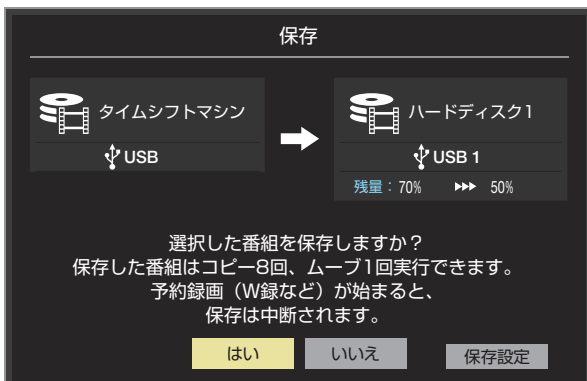 保存
タイムシフトマシン
USB
ハードディスク1
USB 1
残量：70% 50%
選択した番組を保存しますか？
保存した番組はコピー8回、ムーブ1回実行できます。
予約録画（W録など）が始まると、
保存は中断されます。
はい いいえ 保存設定